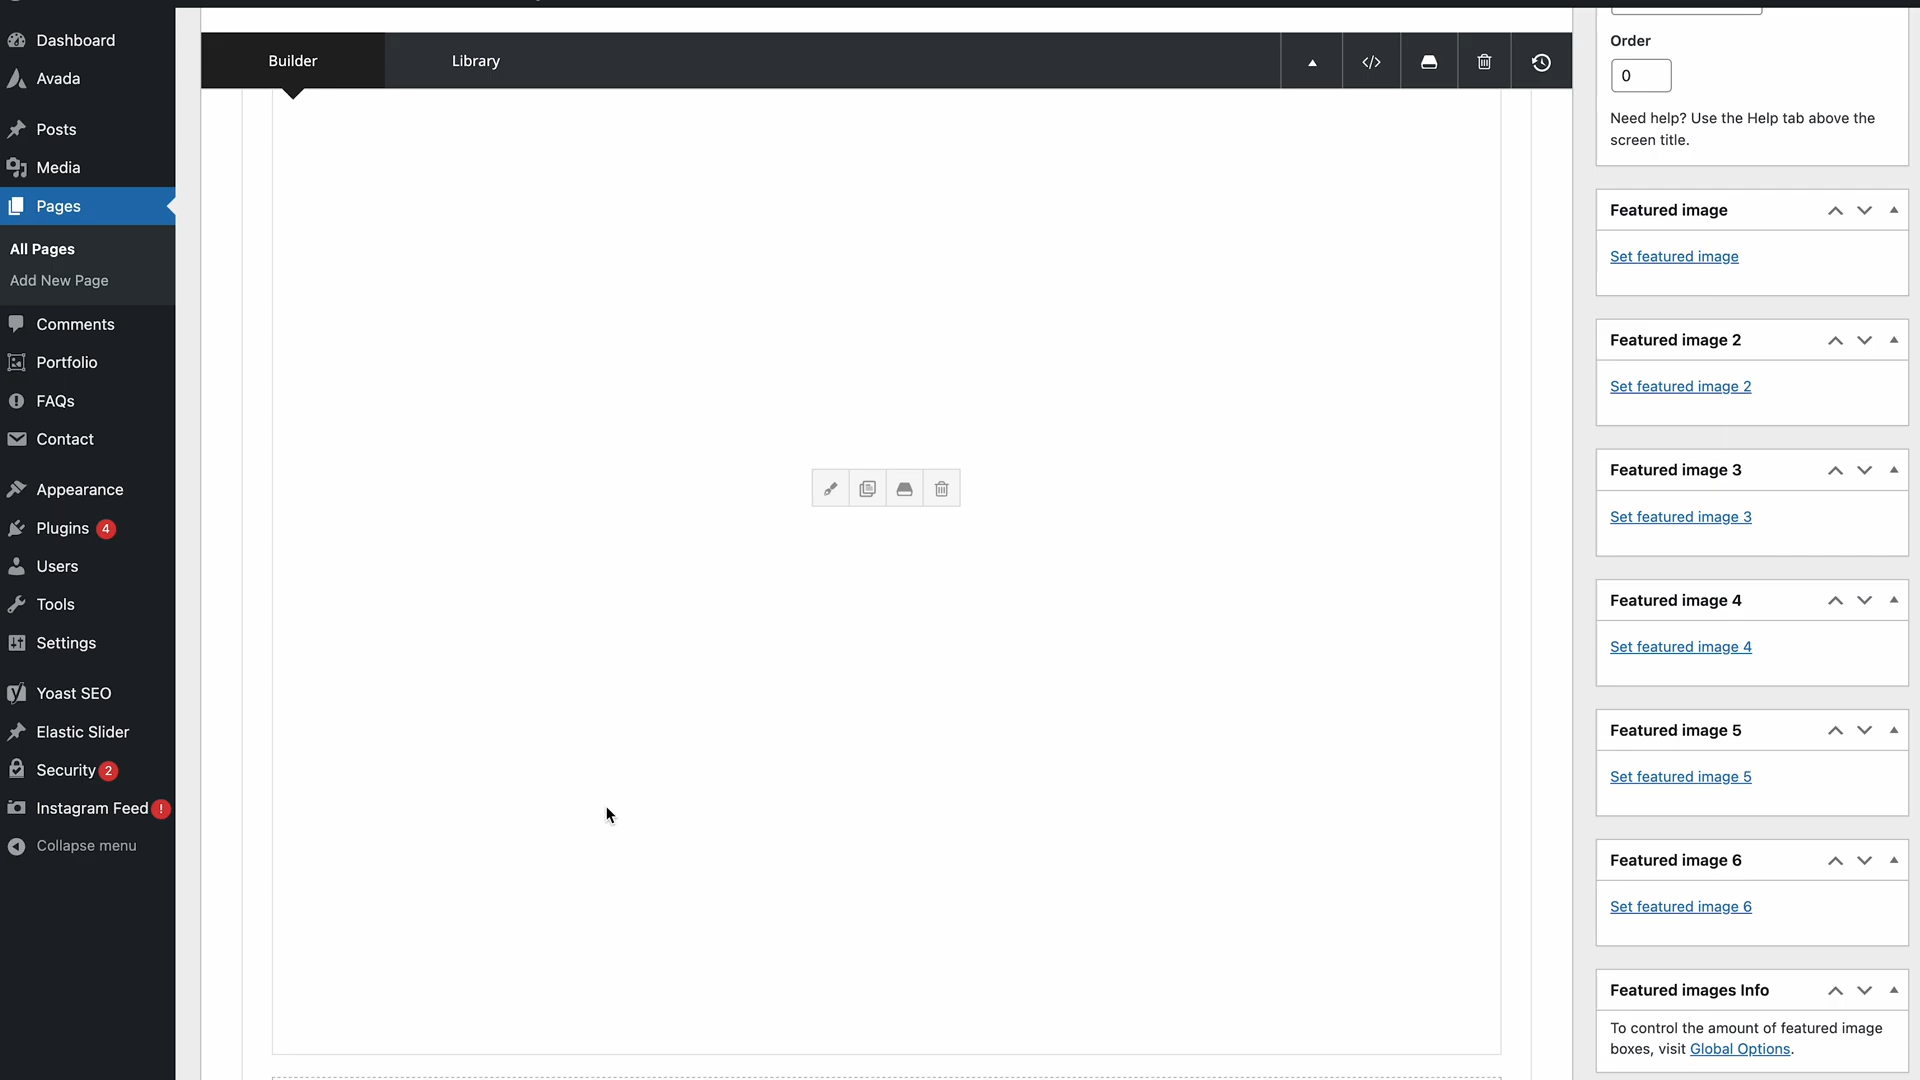 Dashboard
Avada
Posts
Media
Pages
All Pages
Add New Page
Comments
Portfolio
FAQs
Contact
Appearance
Plugins 4
Users
Tools
Settings
Yoast SEO
Elastic Slider
Security 2
Instagram Feed !
Collapse menu
Builder
Library
Order
0
Need help? Use the Help tab above the
screen title.
Featured image
Set featured image
Featured image 2
Set featured image 2
Featured image 3
Set featured image 3
Featured image 4
Set featured image 4
Featured image 5
Set featured image 5
Featured image 6
Set featured image 6
Featured images Info
To control the amount of featured image
boxes, visit Global Options.